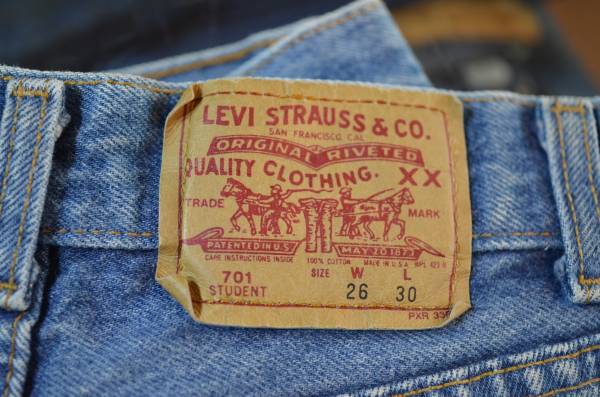 LEVI STRAUSS & CO.
SAN FRANCISCO, CAL.
ORIGINAL RIVETED
QUALITY CLOTHING. XX
TRADE MARK
PATENTED IN U.S. MAY 20 1873
CARE INSTRUCTIONS INSIDE 100% COTTON MADE IN U.S.A.
701 SIZE W L
STUDENT 26 30
PXR